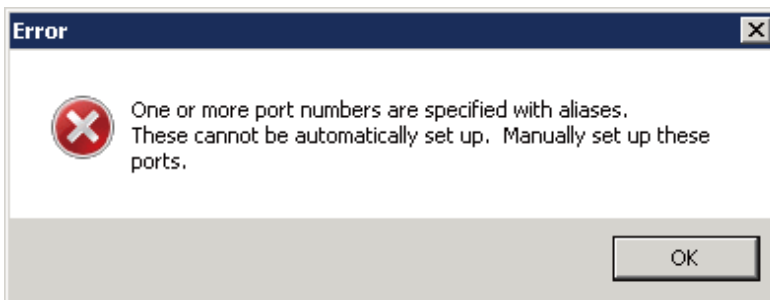 Error
One or more port numbers are specified with aliases.
These cannot be automatically set up.  Manually set up these
ports.
OK